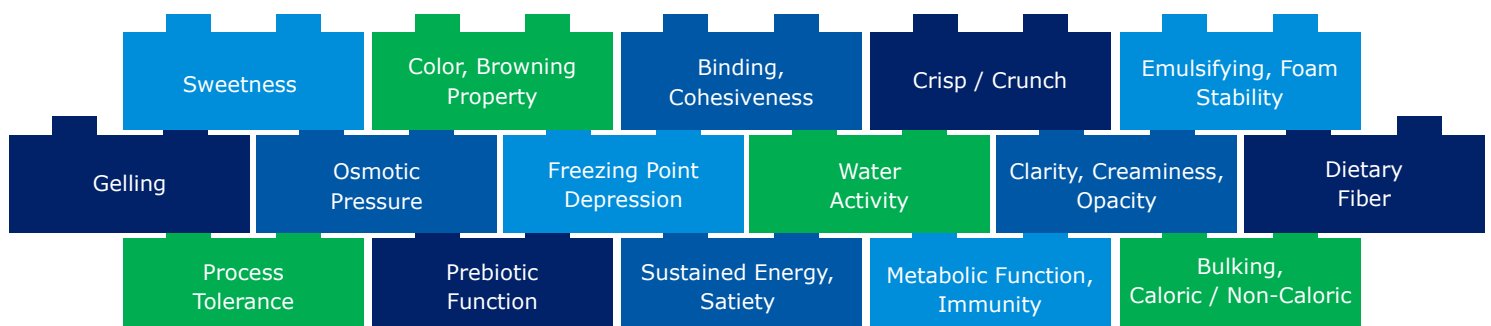 Sweetness
Color, Browning
Property
Binding,
Cohesiveness
Crisp / Crunch
Emulsifying, Foam
Stability
Gelling
Osmotic
Pressure
Freezing Point
Depression
Water
Activity
Clarity, Creaminess,
Opacity
Dietary
Fiber
Process
Tolerance
Prebiotic
Function
Sustained Energy,
Satiety
Metabolic Function,
Immunity
Bulking,
Caloric / Non-Caloric